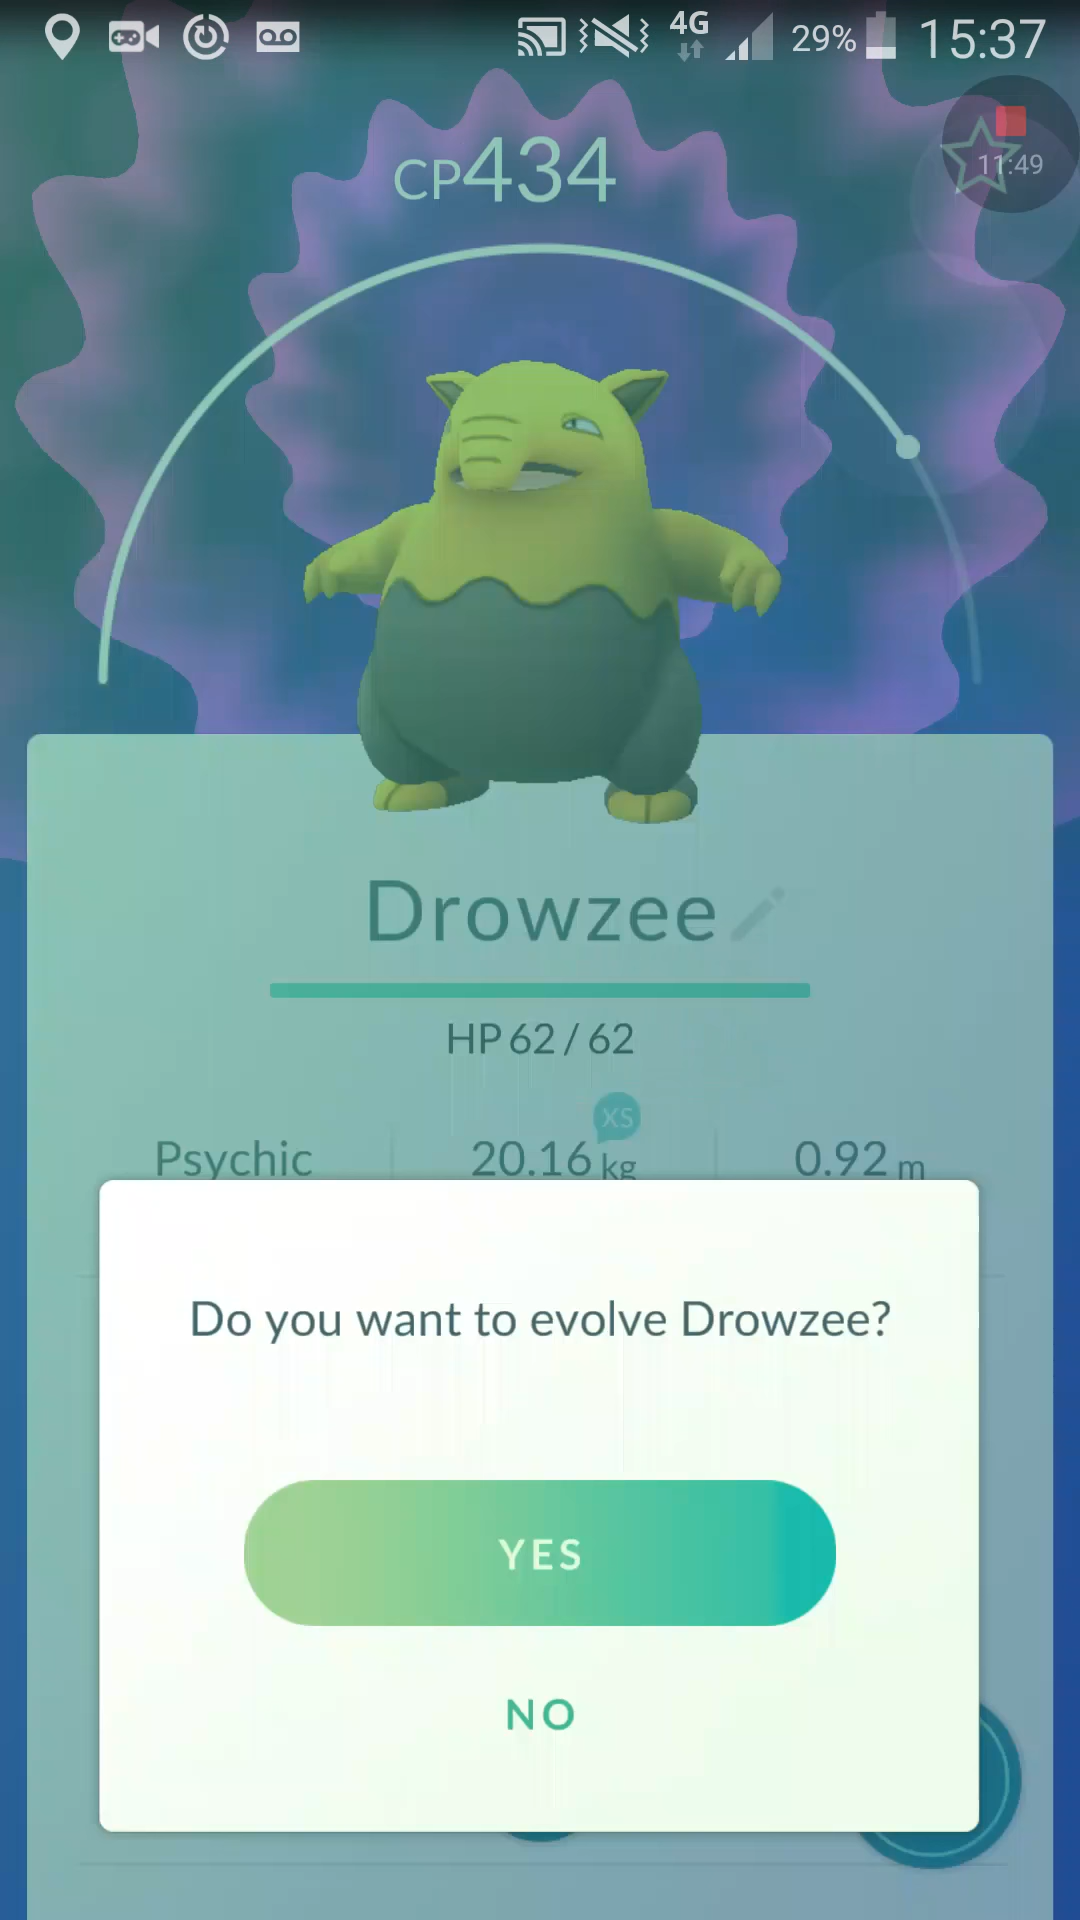 4G 29% 15:37
11:49
CP434
Drowzee
HP 62 / 62
XS
Psychic 20.16 kg 0.92 m
Do you want to evolve Drowzee?
YES
NO